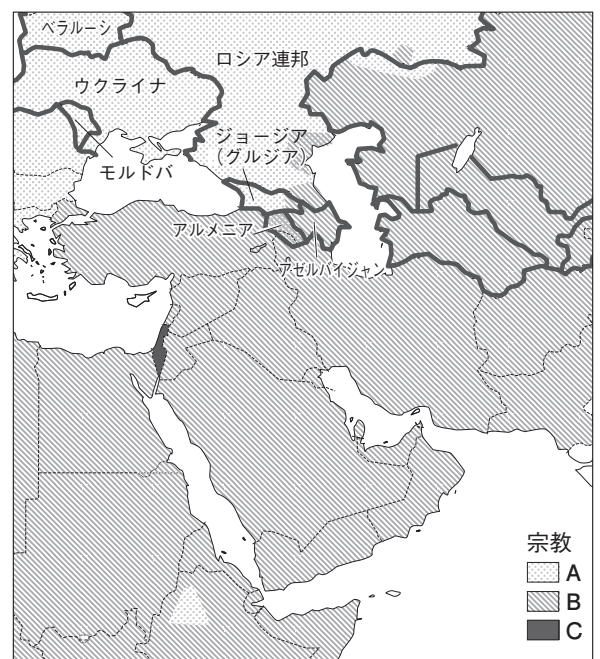 ベラルーシ
ロシア連邦
ウクライナ
ジョージア
(グルジア)
モルドバ
アルメニア
アゼルバイジャン
宗教
A
B
C